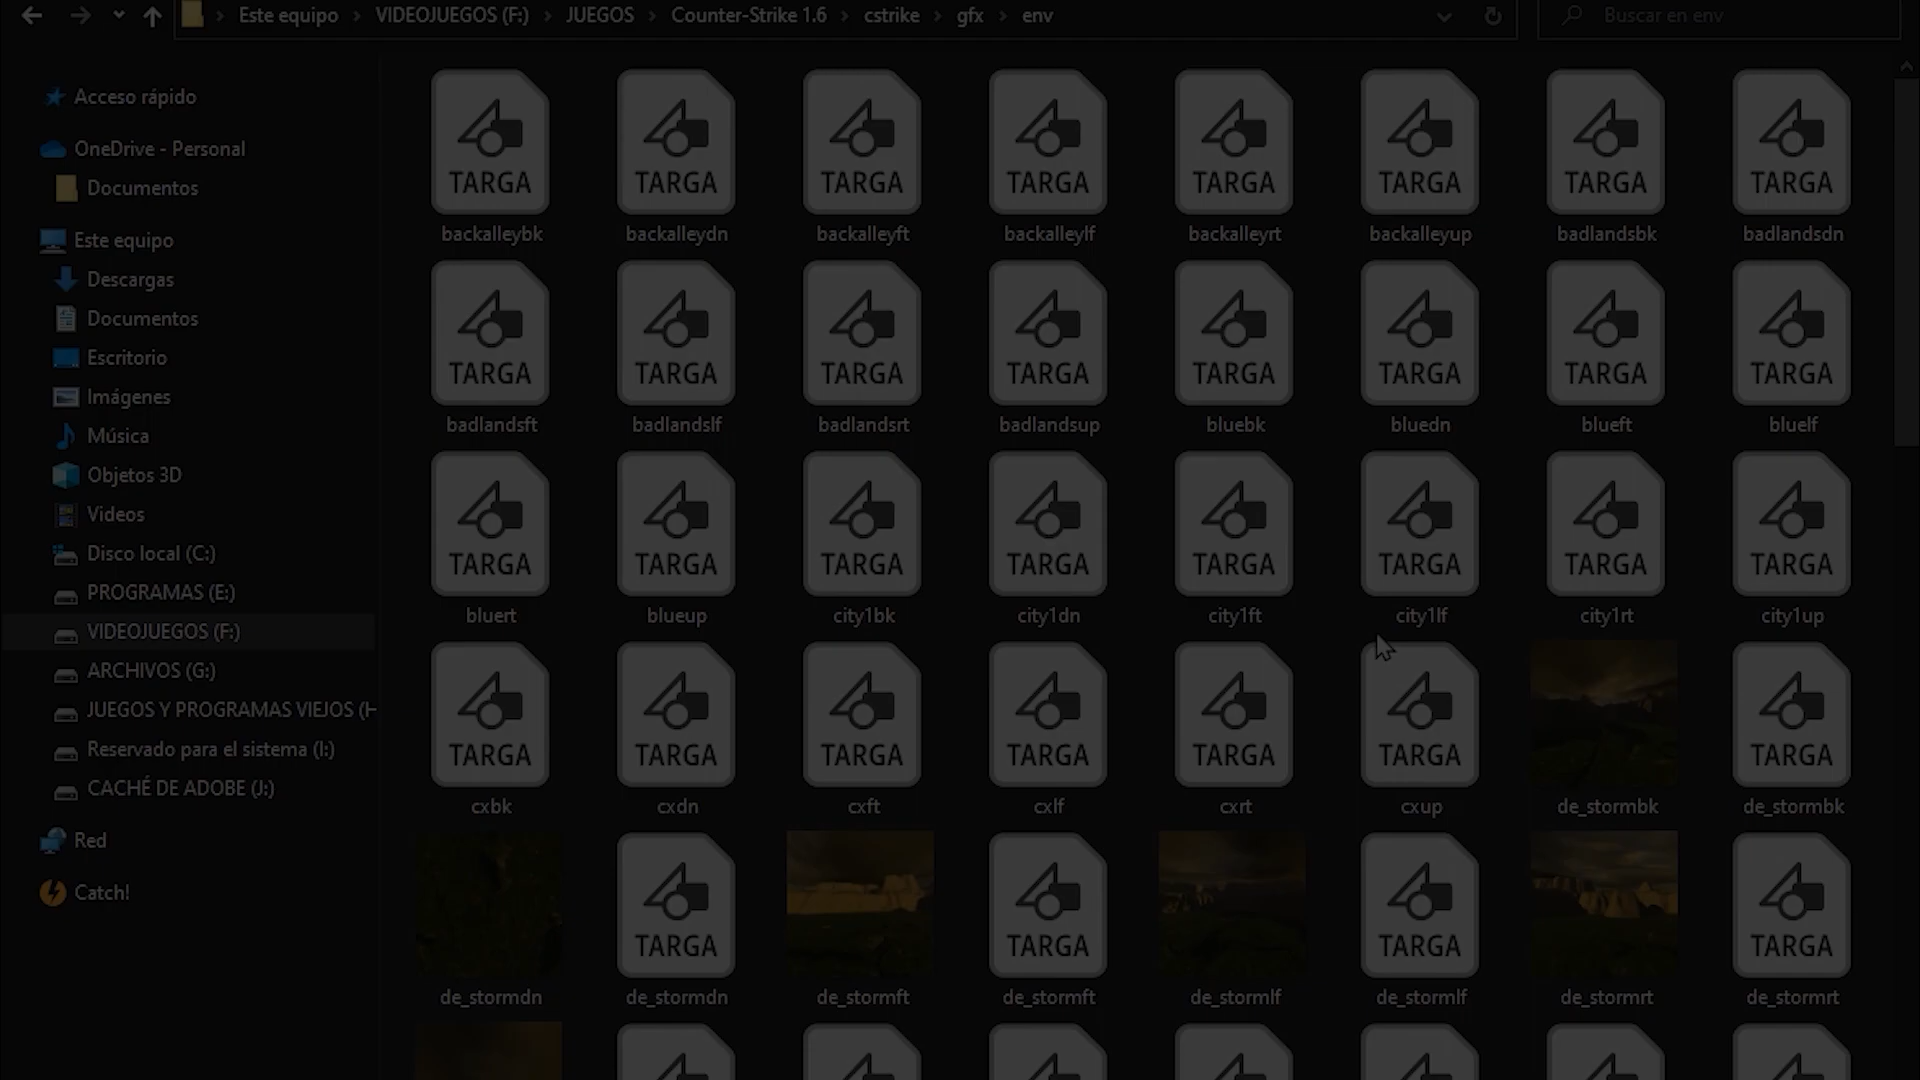 Este equipo > VIDEOJUEGOS (F:) > JUEGOS > Counter-Strike 1.6 > cstrike > gfx > env
Buscar en env
Acceso rápido
OneDrive - Personal
Documentos
Este equipo
Descargas
Documentos
Escritorio
Imágenes
Música
Objetos 3D
Videos
Disco local (C:)
PROGRAMAS (E:)
VIDEOJUEGOS (F:)
ARCHIVOS (G:)
JUEGOS Y PROGRAMAS VIEJOS (H
Reservado para el sistema (I:)
CACHÉ DE ADOBE (J:)
Red
Catch!
TARGA TARGA TARGA TARGA TARGA TARGA TARGA TARGA
backalleybk backalleydn backalleyft backalleylf backalleyrt backalleyup badlandsbk badlandsdn
TARGA TARGA TARGA TARGA TARGA TARGA TARGA TARGA
badlandsft badlandslf badlandsrt badlandsup bluebk bluedn blueft bluelf
TARGA TARGA TARGA TARGA TARGA TARGA TARGA TARGA
bluert blueup city1bk city1dn city1ft city1lf city1rt city1up
TARGA TARGA TARGA TARGA TARGA TARGA TARGA
cxbk cxdn cxft cxlf cxrt cxup de_stormbk de_stormbk
TARGA TARGA TARGA TARGA
de_stormdn de_stormdn de_stormft de_stormft de_stormlf de_stormlf de_stormrt de_stormrt